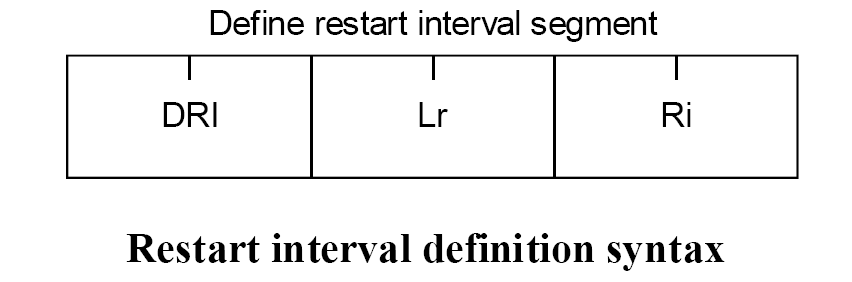 Define restart interval segment
DRI Lr Ri
Restart interval definition syntax